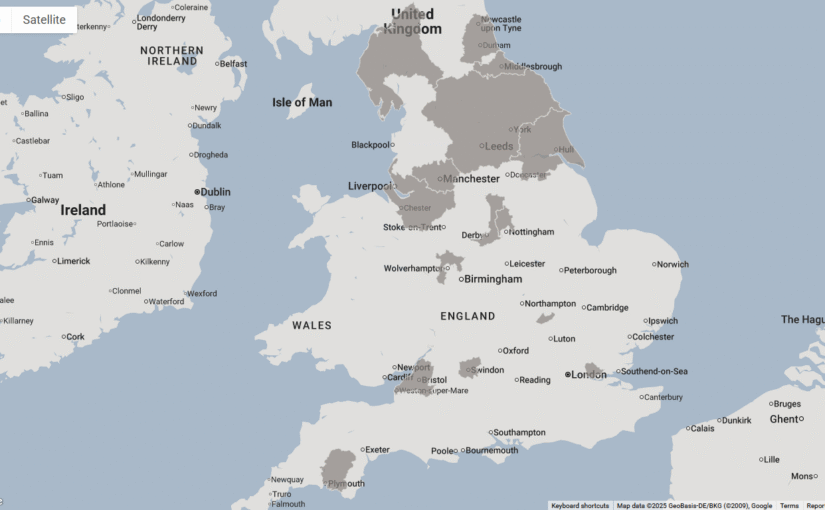 Satellite
Coleraine
Londonderry
Derry
tterkenny
NORTHERN
IRELAND
Belfast
United
Kingdom
Newcastle
upon Tyne
Durham
Middlesbrough
Sligo
et
Isle of Man
Newry
Ballina
Dundalk
York
Castlebar
Blackpool
Leeds
Hull
Drogheda
Tuam
Mullingar
Athlone
Manchester
Doncaster
Liverpool
Dublin
Galway
Ireland
Naas
Bray
Chester
Portlaoise
Stoke-on-Trent
Derby
Nottingham
Ennis
Carlow
Limerick
Kilkenny
Leicester
Norwich
Wolverhampton
Peterborough
Birmingham
Clonmel
Wexford
alee
Waterford
Northampton
Cambridge
Killarney
WALES
ENGLAND
Ipswich
The Hagu
Cork
Luton
Colchester
Oxford
Newport
Cardiff
Bristol
Swindon
Reading
London
Southend-on-Sea
Weston-super-Mare
Canterbury
Bruges
Dunkirk
Ghent
Calais
Southampton
Exeter
Poole
Bournemouth
Lille
Newquay
Plymouth
Mons
Truro
Falmouth
Keyboard shortcuts Map data ©2025 GeoBasis-DE/BKG (©2009), Google Terms Repor